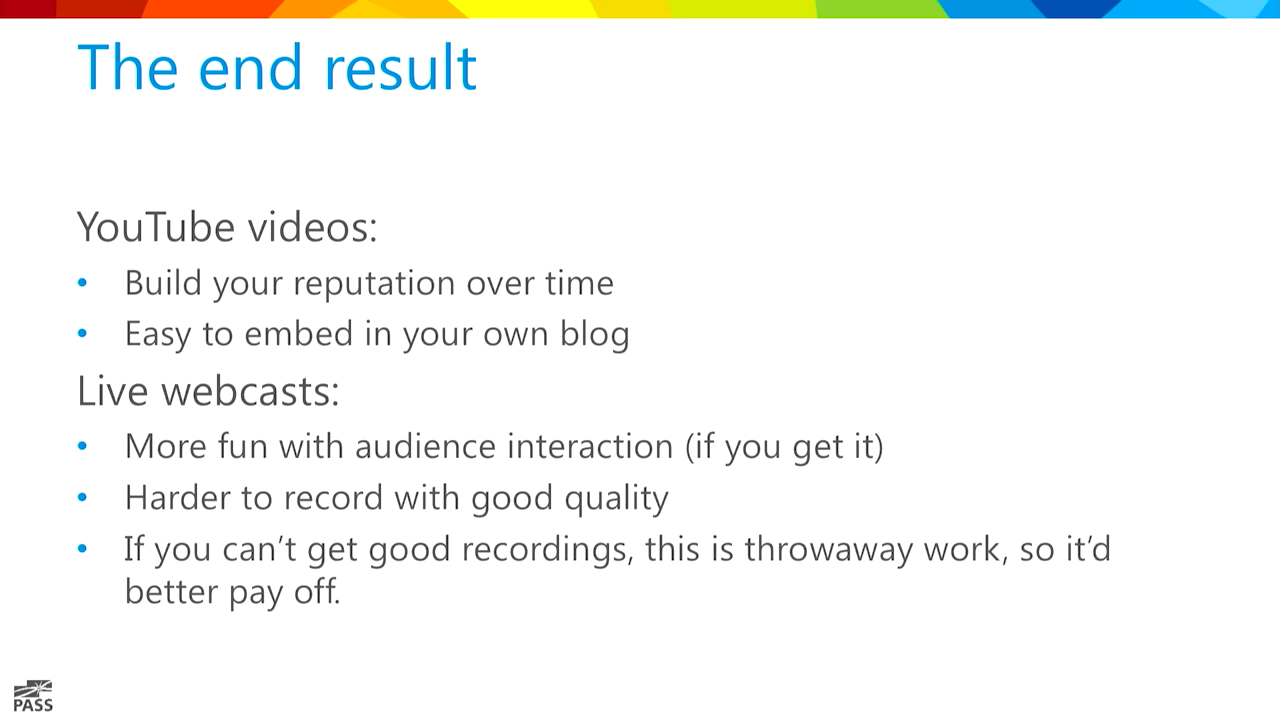 The end result
YouTube videos:
• Build your reputation over time
• Easy to embed in your own blog
Live webcasts:
• More fun with audience interaction (if you get it)
• Harder to record with good quality
• If you can’t get good recordings, this is throwaway work, so it’d
better pay off.
PASS